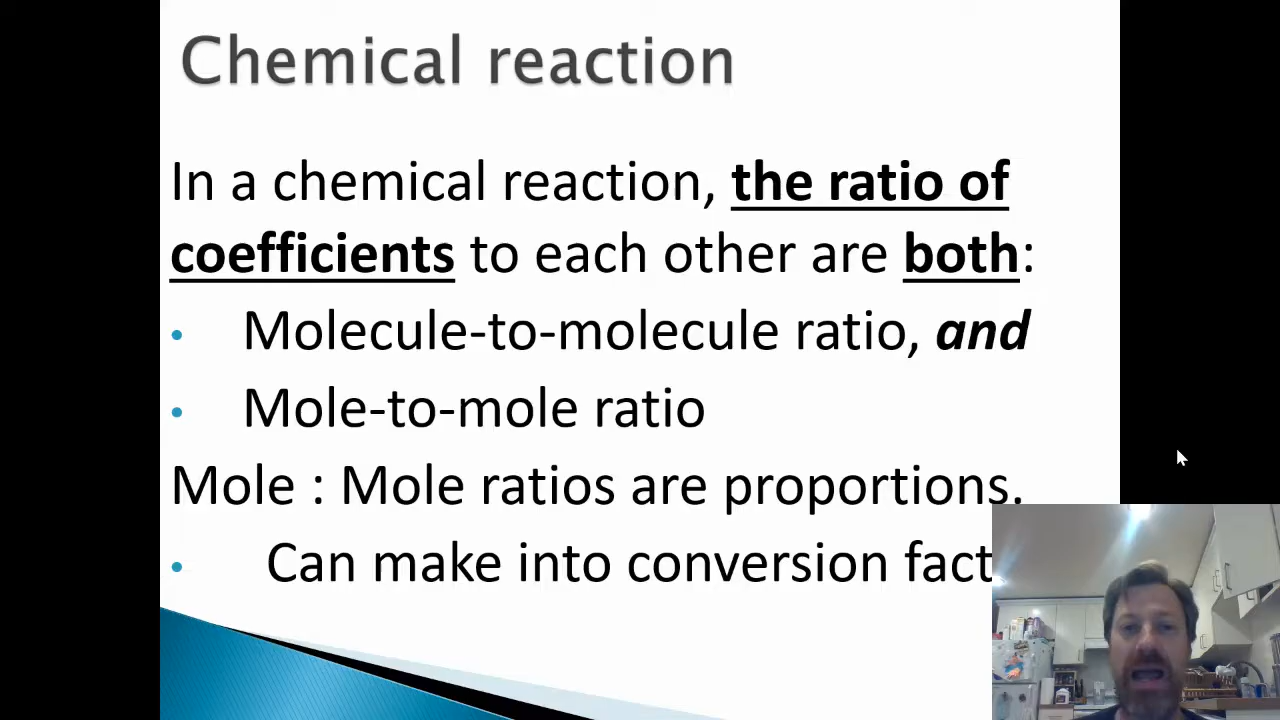 Chemical reaction
In a chemical reaction, the ratio of
coefficients to each other are both:
• Molecule-to-molecule ratio, and
• Mole-to-mole ratio
Mole : Mole ratios are proportions.
• Can make into conversion fact